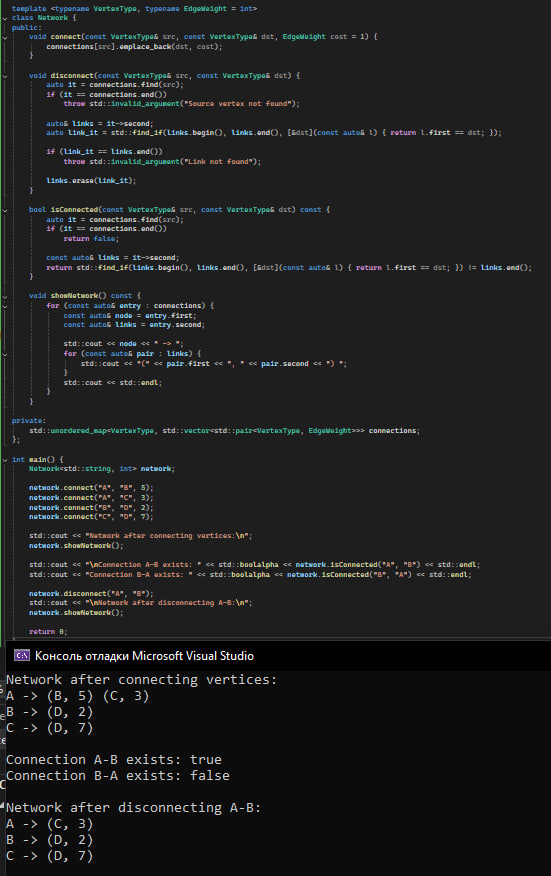 template <typename VertexType, typename EdgeWeight = int>
class Network {
public:
    void connect(const VertexType& src, const VertexType& dst, EdgeWeight cost = 1) {
        connections[src].emplace_back(dst, cost);
    }

    void disconnect(const VertexType& src, const VertexType& dst) {
        auto it = connections.find(src);
        if (it == connections.end())
            throw std::invalid_argument("Source vertex not found");

        auto& links = it->second;
        auto link_it = std::find_if(links.begin(), links.end(), [&dst](const auto& l) { return l.first == dst; });

        if (link_it == links.end())
            throw std::invalid_argument("Link not found");

        links.erase(link_it);
    }

    bool isConnected(const VertexType& src, const VertexType& dst) const {
        auto it = connections.find(src);
        if (it == connections.end())
            return false;

        const auto& links = it->second;
        return std::find_if(links.begin(), links.end(), [&dst](const auto& l) { return l.first == dst; }) != links.end();
    }

    void showNetwork() const {
        for (const auto& entry : connections) {
            const auto& node = entry.first;
            const auto& links = entry.second;

            std::cout << node << " -> ";
            for (const auto& pair : links) {
                std::cout << "(" << pair.first << ", " << pair.second << ") ";
            }
            std::cout << std::endl;
        }
    }

private:
    std::unordered_map<VertexType, std::vector<std::pair<VertexType, EdgeWeight>>> connections;
};

int main() {
    Network<std::string, int> network;

    network.connect("A", "B", 5);
    network.connect("A", "C", 3);
    network.connect("B", "D", 2);
    network.connect("C", "D", 7);

    std::cout << "Network after connecting vertices:\n";
    network.showNetwork();

    std::cout << "\nConnection A-B exists: " << std::boolalpha << network.isConnected("A", "B") << std::endl;
    std::cout << "Connection B-A exists: " << std::boolalpha << network.isConnected("B", "A") << std::endl;

    network.disconnect("A", "B");
    std::cout << "\nNetwork after disconnecting A-B:\n";
    network.showNetwork();

    return 0;
Консоль отладки Microsoft Visual Studio
Network after connecting vertices:
A -> (B, 5) (C, 3)
B -> (D, 2)
C -> (D, 7)

Connection A-B exists: true
Connection B-A exists: false

Network after disconnecting A-B:
A -> (C, 3)
B -> (D, 2)
C -> (D, 7)